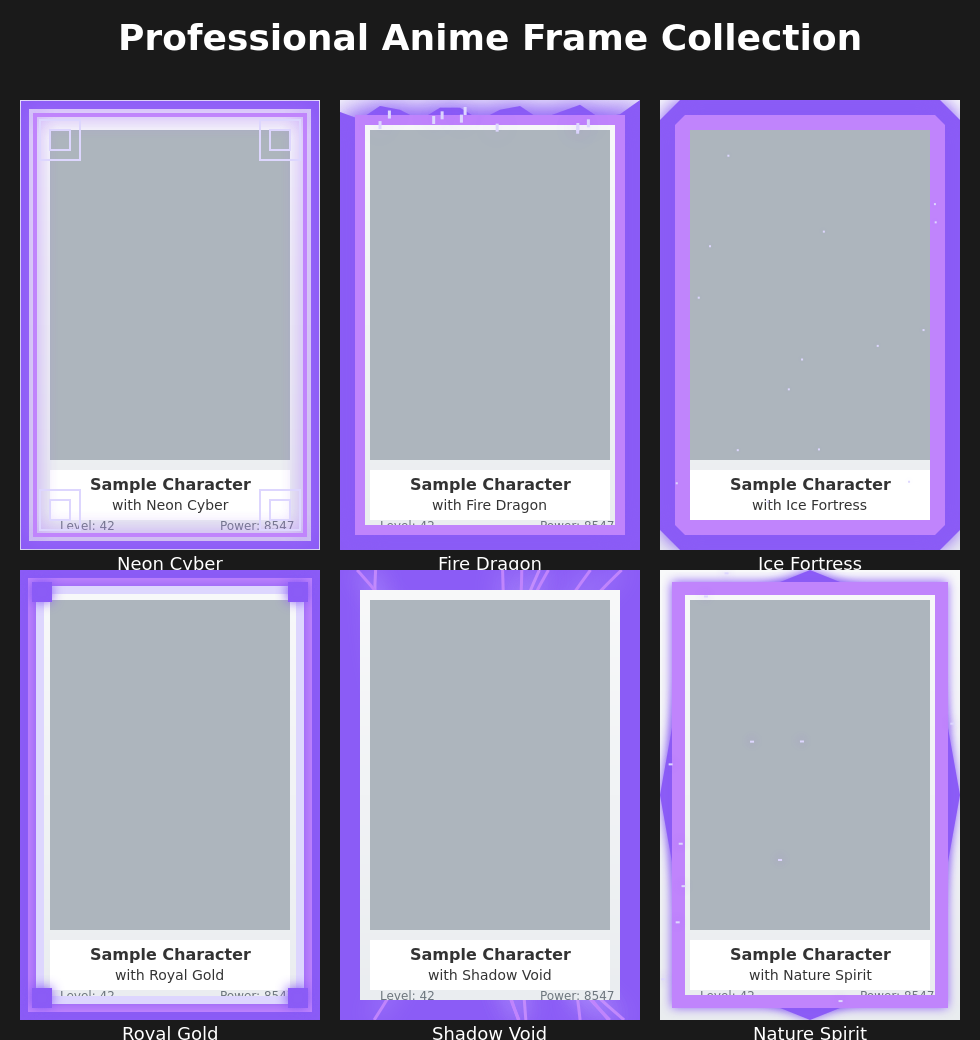 Professional Anime Frame Collection
Sample Character
with Neon Cyber
Level: 42 Power: 8547
Neon Cyber
Sample Character
with Fire Dragon
Level: 42 Power: 8547
Fire Dragon
Sample Character
with Ice Fortress
Ice Fortress
Sample Character
with Royal Gold
Level: 42 Power: 8547
Royal Gold
Sample Character
with Shadow Void
Level: 42 Power: 8547
Shadow Void
Sample Character
with Nature Spirit
Level: 42 Power: 8547
Nature Spirit